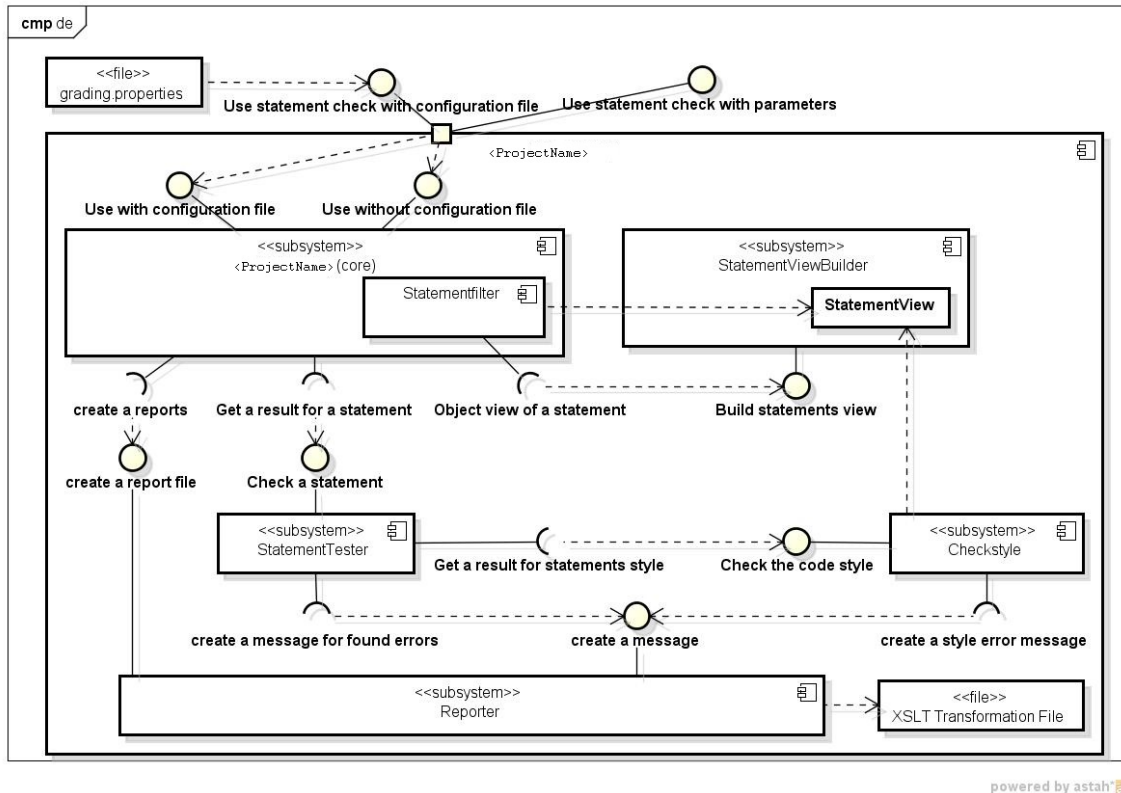 cmp de
<<file>>
grading.properties
Use statement check with configuration file
Use statement check with parameters
<ProjectName>
Use with configuration file
Use without configuration file
<<subsystem>>
<ProjectName>(core)
Statementfilter
<<subsystem>>
StatementViewBuilder
StatementView
create a reports
Get a result for a statement
Object view of a statement
Build statements view
create a report file
Check a statement
<<subsystem>>
StatementTester
Get a result for statements style
Check the code style
<<subsystem>>
Checkstyle
create a message for found errors
create a message
create a style error message
<<subsystem>>
Reporter
<<file>>
XSLT Transformation File
powered by astah*